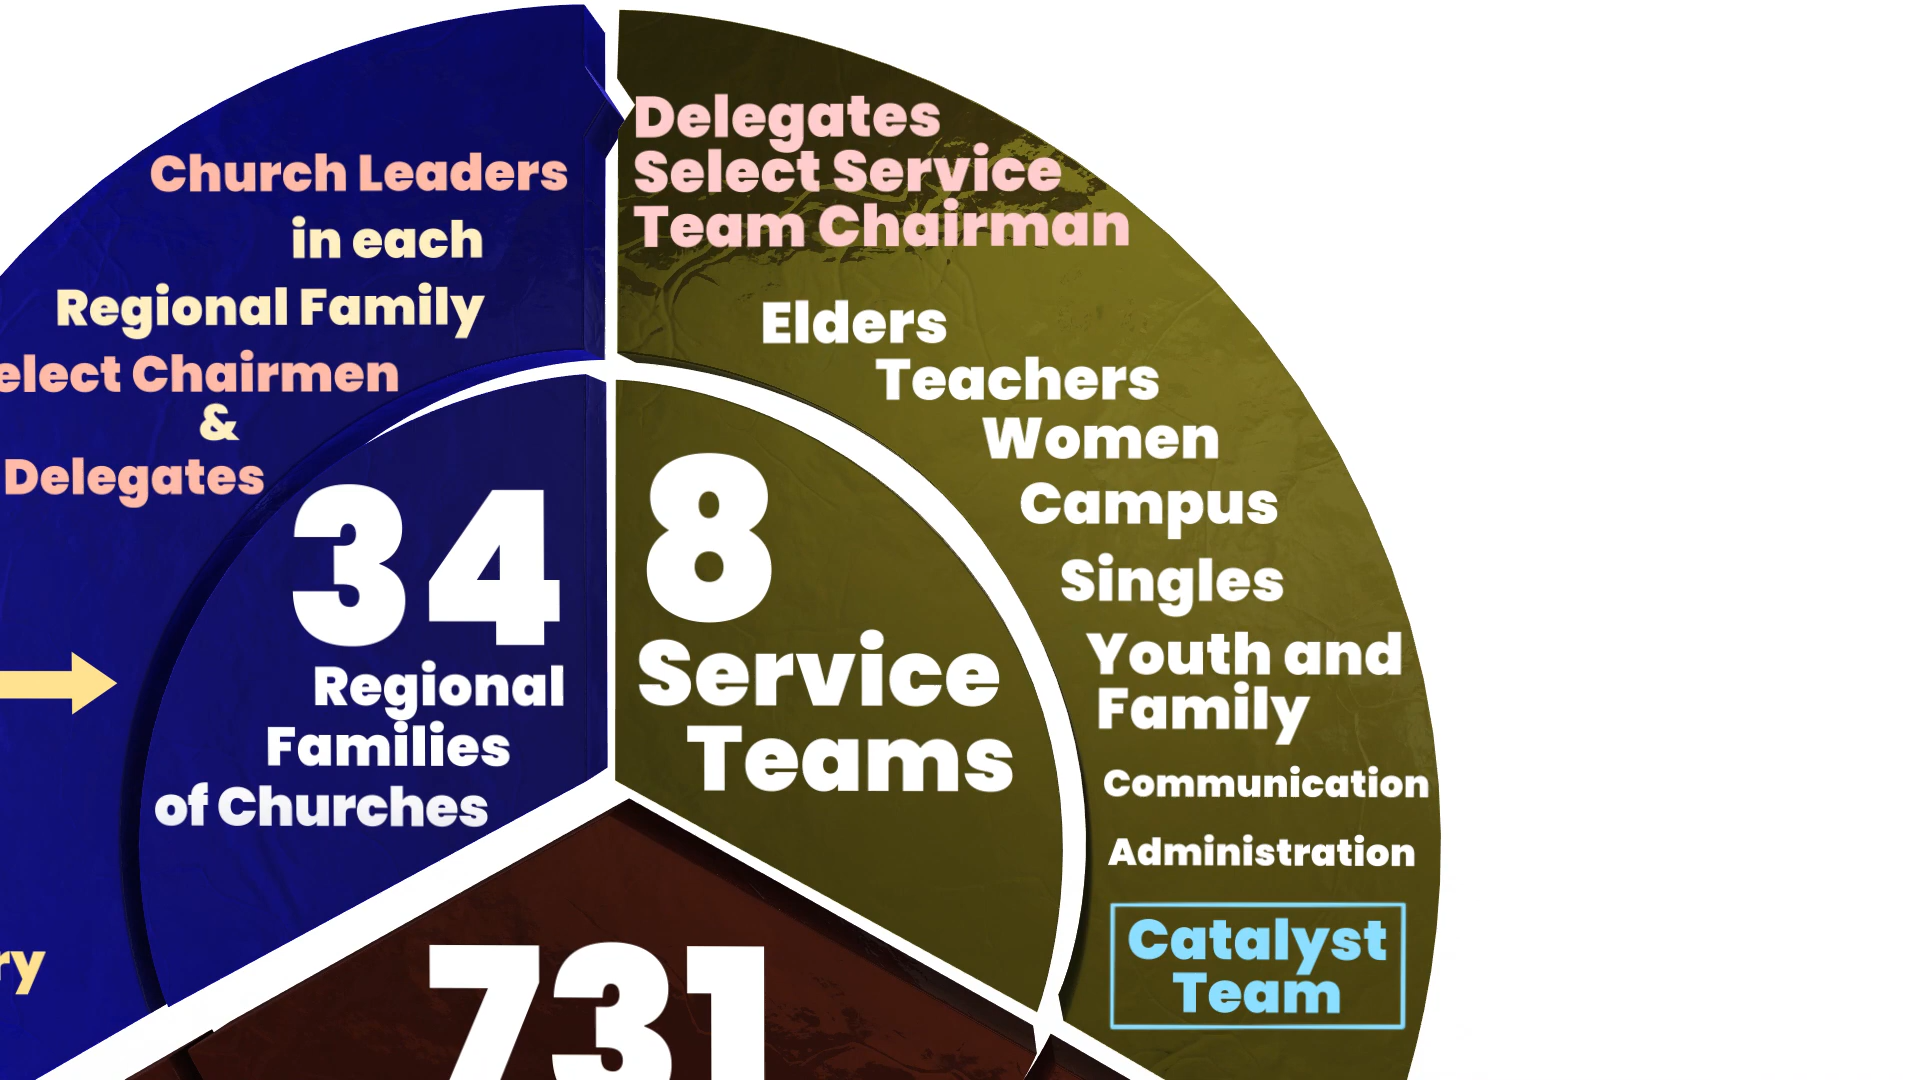 Church Leaders
in each
Regional Family
elect Chairmen
&
Delegates
34
Regional
Families
of Churches
ry
Delegates
Select Service
Team Chairman
Elders
Teachers
Women
Campus
Singles
Youth and
Family
Communication
Administration
Catalyst
Team
8
Service
Teams
731